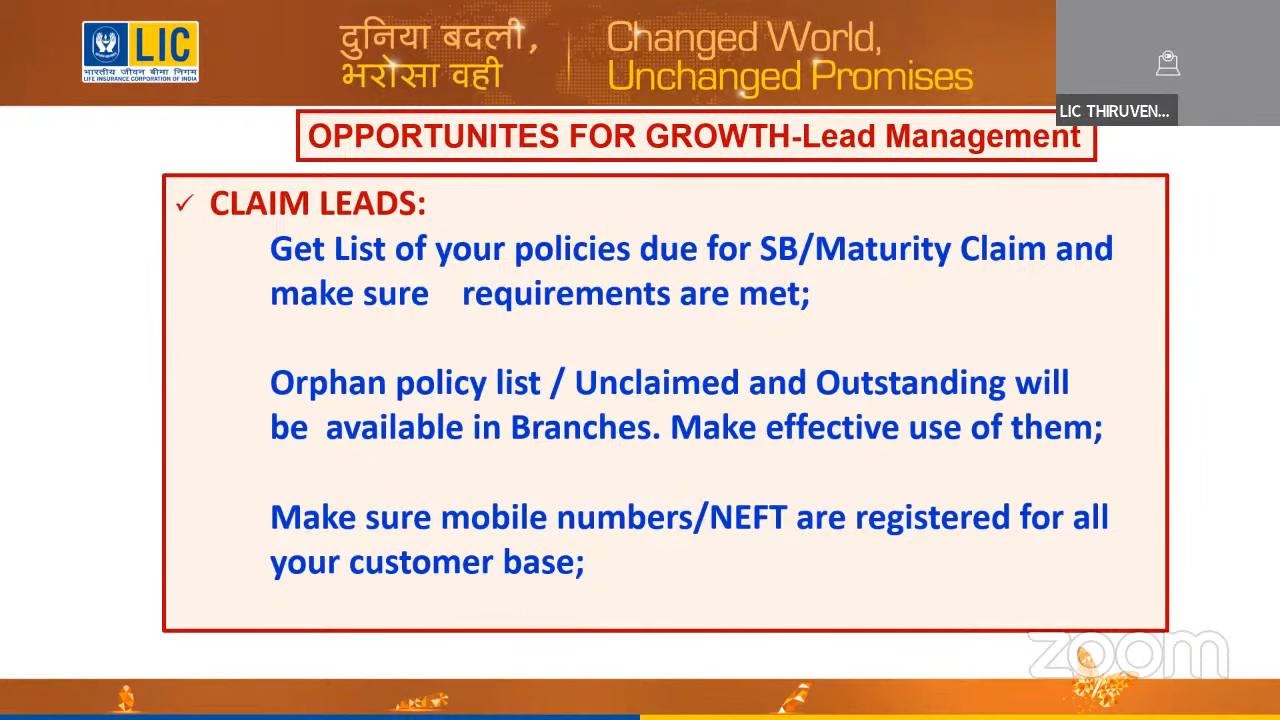 LIC
भारतीय जीवन बीमा निगम
LIFE INSURANCE CORPORATION OF INDIA
दुनिया बदली,
भरोसा वही
Changed World,
Unchanged Promises
LIC THIRUVEN...
OPPORTUNITES FOR GROWTH-Lead Management
✓ CLAIM LEADS:
Get List of your policies due for SB/Maturity Claim and
make sure requirements are met;
Orphan policy list / Unclaimed and Outstanding will
be available in Branches. Make effective use of them;
Make sure mobile numbers/NEFT are registered for all
your customer base;
zoom